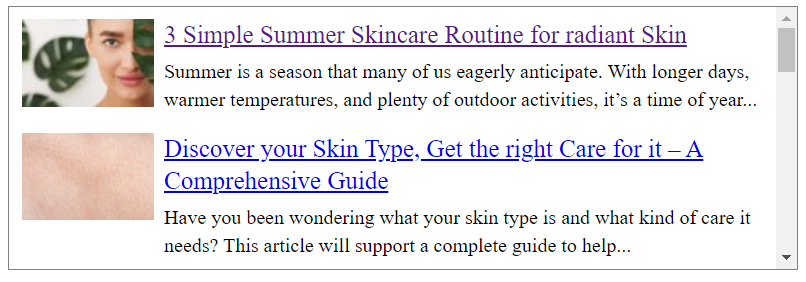 3 Simple Summer Skincare Routine for radiant Skin
Summer is a season that many of us eagerly anticipate. With longer days,
warmer temperatures, and plenty of outdoor activities, it’s a time of year...
Discover your Skin Type, Get the right Care for it – A
Comprehensive Guide
Have you been wondering what your skin type is and what kind of care it
needs? This article will support a complete guide to help...